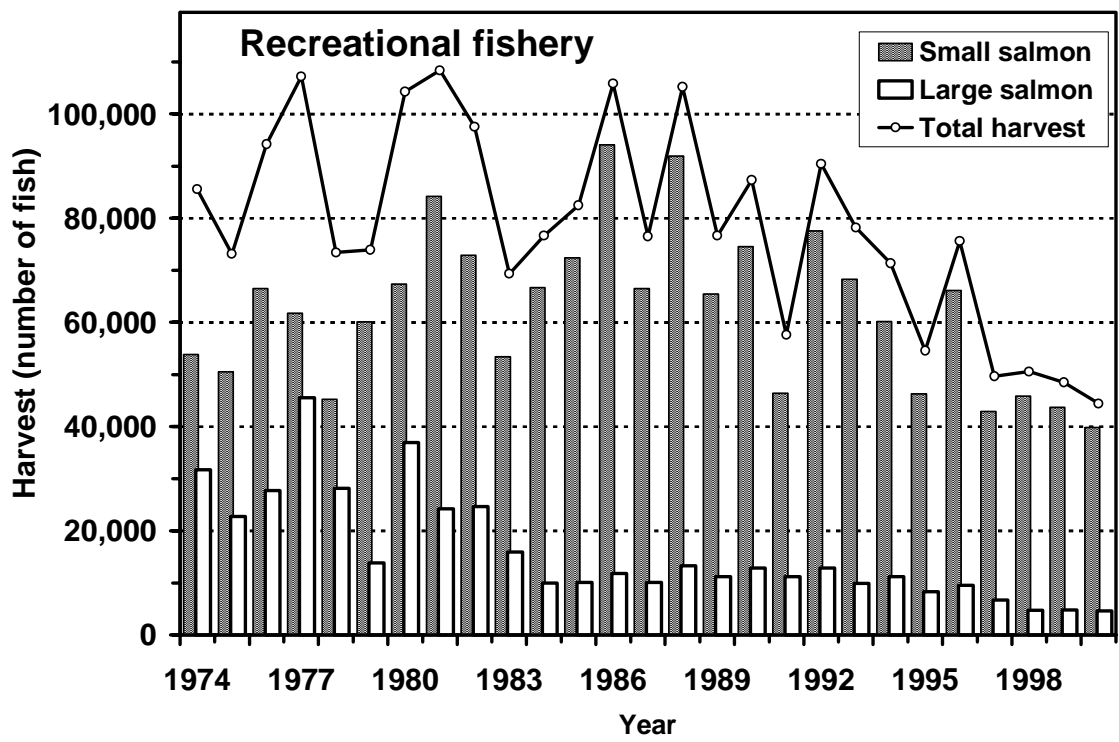 Recreational fishery
Small salmon
Large salmon
Total harvest
Harvest (number of fish)
100,000
80,000
60,000
40,000
20,000
0
1974 1977 1980 1983 1986 1989 1992 1995 1998
Year